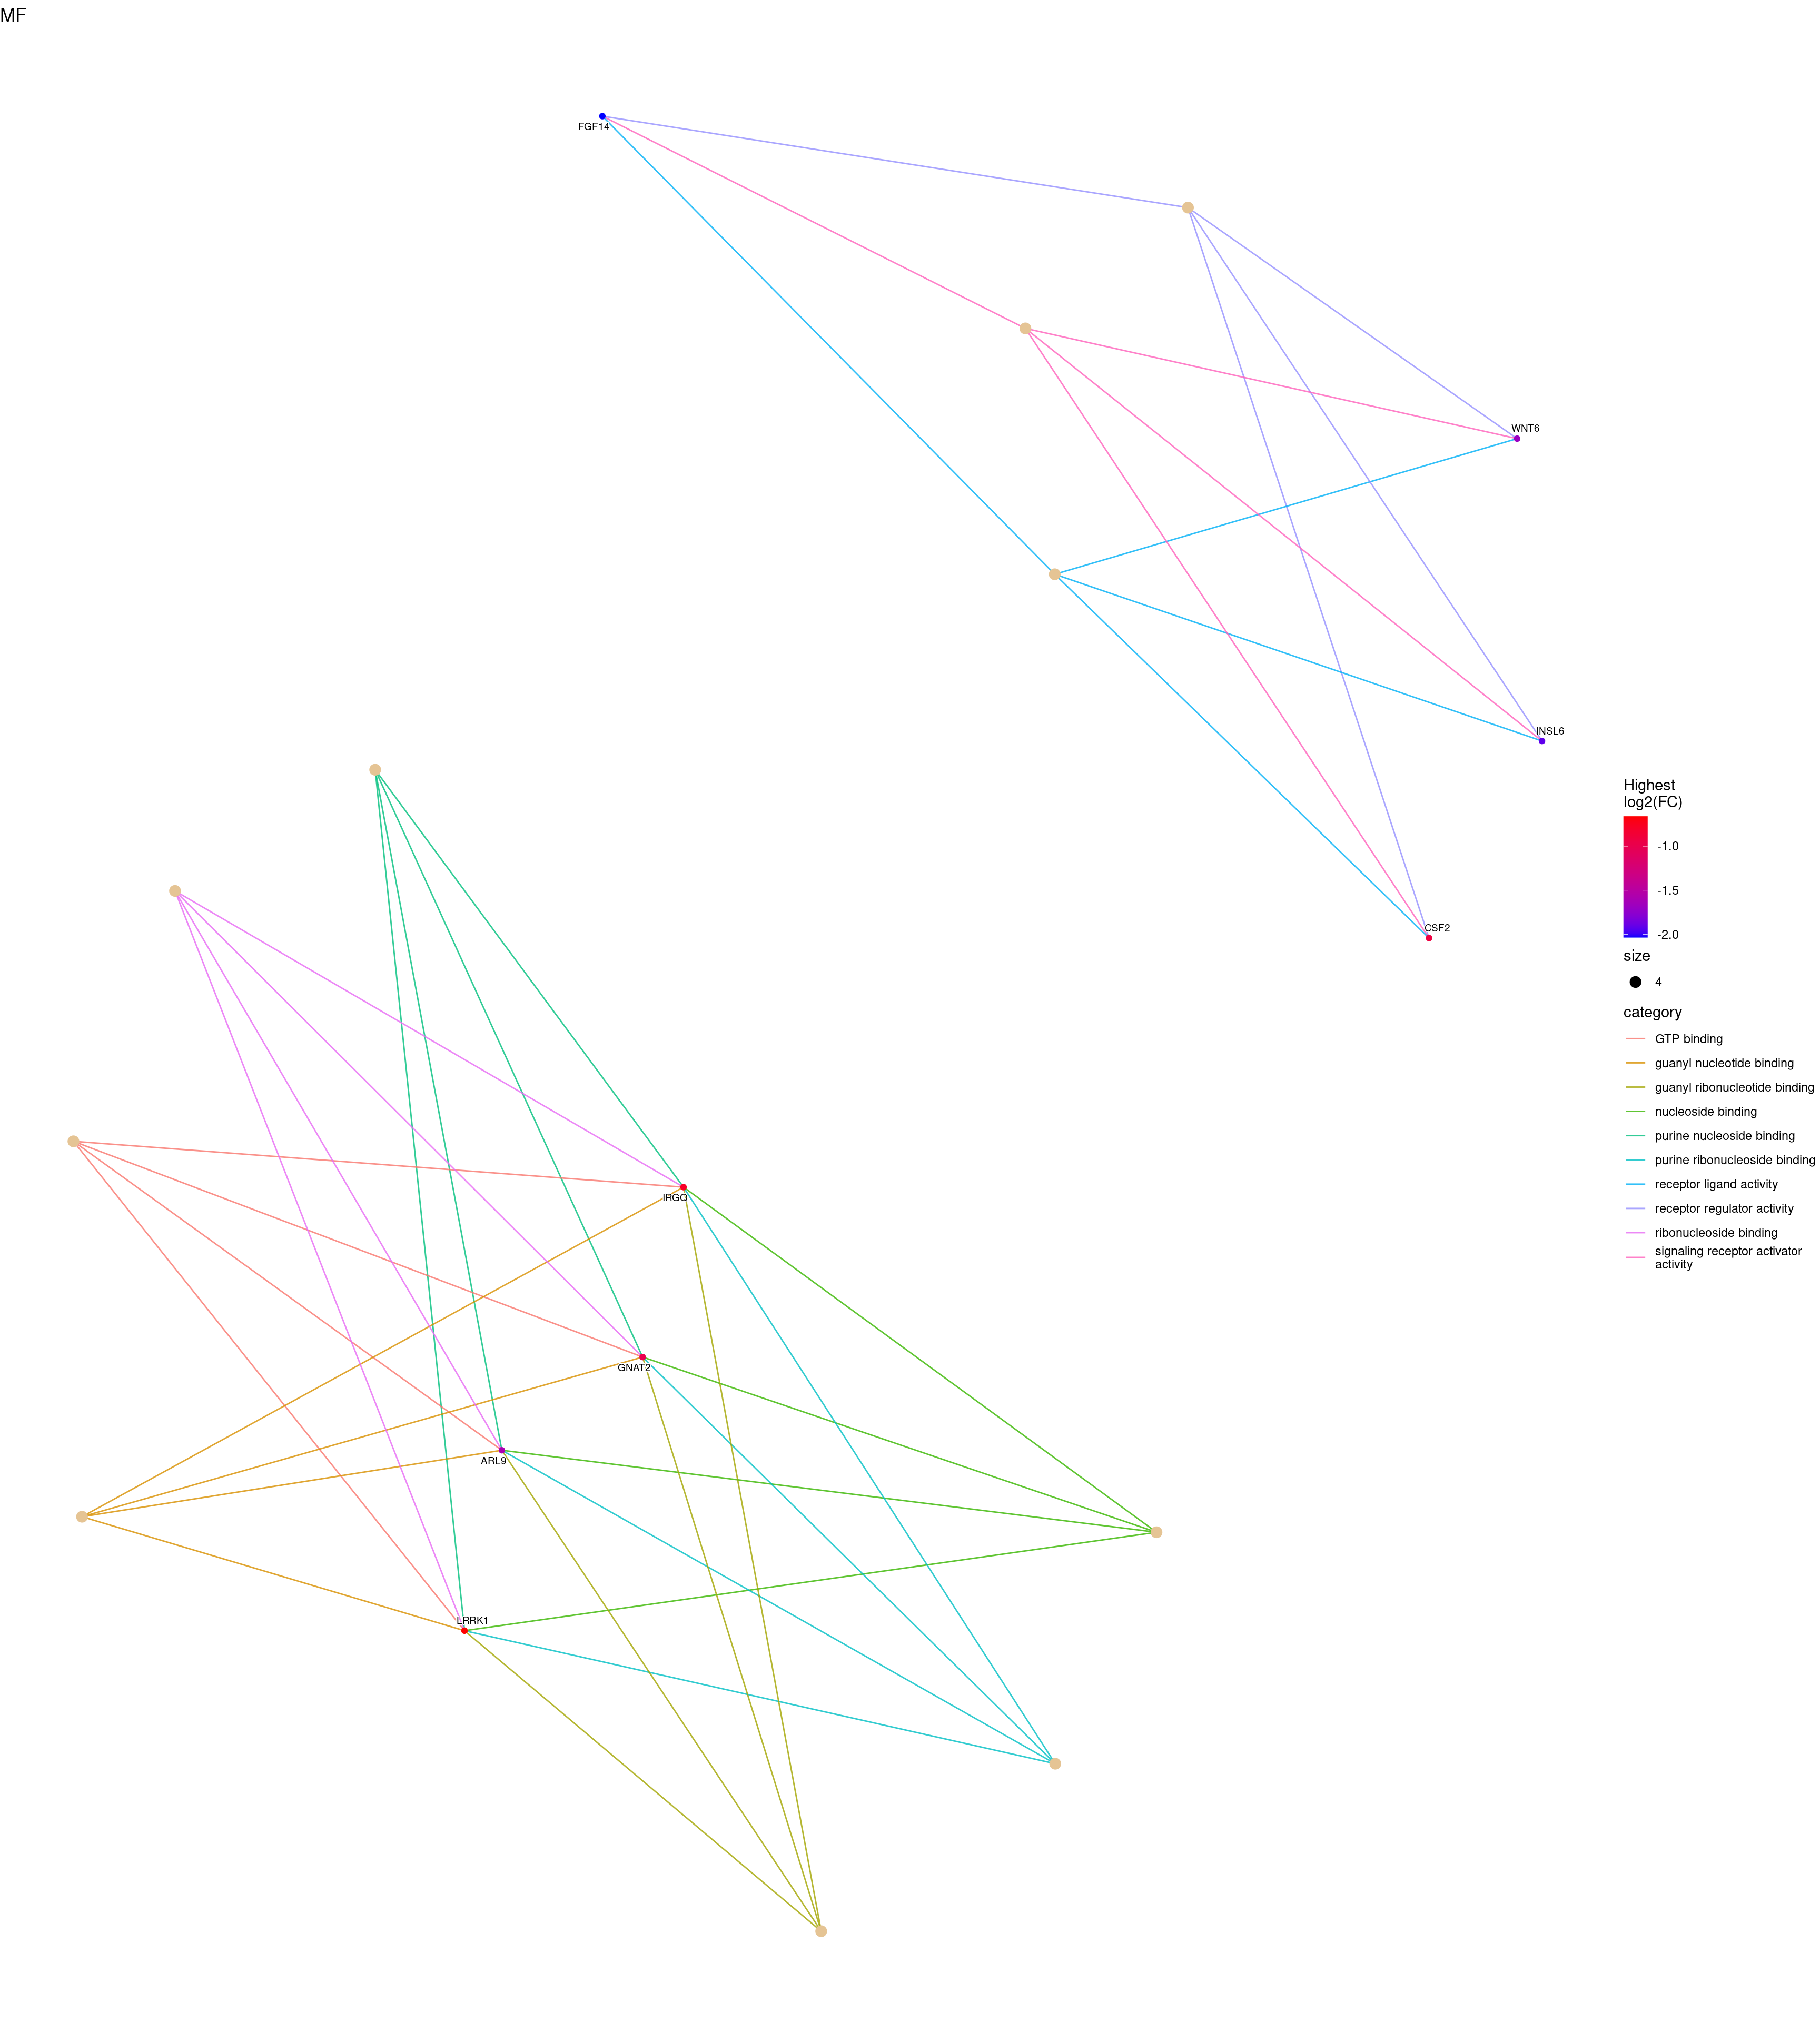 MF
FGF14
WNT6
INSL6
CSF2
IRGQ
GNAT2
ARL9
LRRK1
Highest
log2(FC)
-1.0
-1.5
-2.0
size
4
category
GTP binding
guanyl nucleotide binding
guanyl ribonucleotide binding
nucleoside binding
purine nucleoside binding
purine ribonucleoside binding
receptor ligand activity
receptor regulator activity
ribonucleoside binding
signaling receptor activator
activity